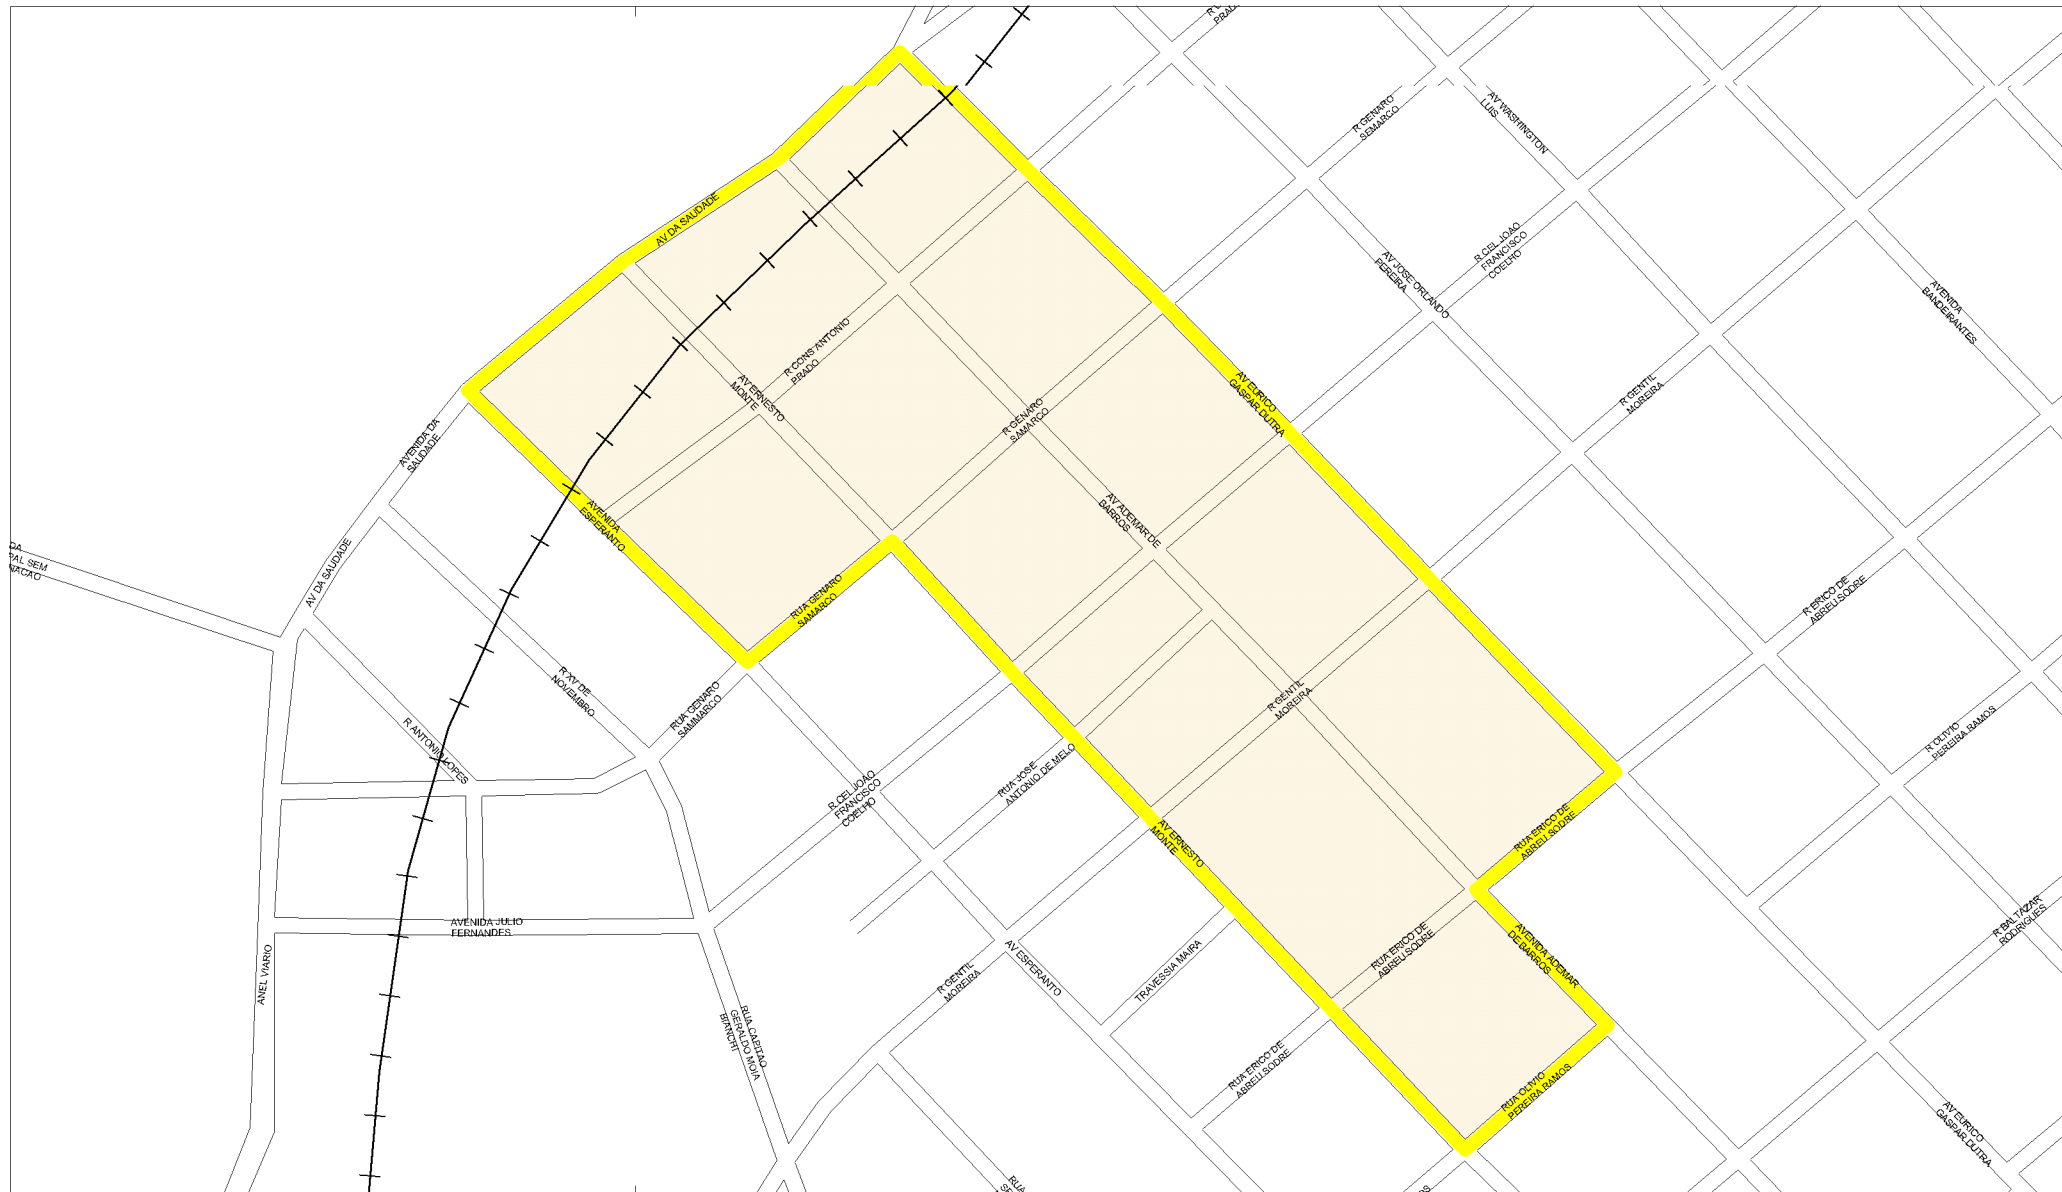 R GENARO
SEMARCO
AV WASHINGTON
LUIS
AV DA SAUDADE
R CEL JOAO
FRANCISCO
COELHO
AV JOSE ORLANDO
PEREIRA
AVENIDA
BANDEIRANTES
R CONS ANTONIO
PRADO
AV ERNESTO
MONTE
AV EURICO
GASPAR DUTRA
R GENTIL
MOREIRA
R GENARO
SAMARCO
AVENIDA DA
SAUDADE
AVENIDA
ESPERANTO
AV ADEMAR DE
BARROS
DA
PAL SEM
NACAO
AV DA SAUDADE
RUA GENARO
SAMARCO
R ERICO DE
ABREU SODRE
R XV DE
NOVEMBRO
RUA GENARO
SAMMARCO
R GENTIL
MOREIRA
R OLIVIO
PEREIRA RAMOS
R ANTONIO LOPES
R CEL JOAO
FRANCISCO
COELHO
RUA JOSE
ANTONIO DE MELO
AV ERNESTO
MONTE
RUA ERICO DE
ABREU SODRE
AVENIDA JULIO
FERNANDES
R BALTAZAR
RODRIGUES
RUA ERICO DE
ABREU SODRE
AVENIDA ADEMAR
DE BARROS
ANEL VIARIO
R GENTIL
MOREIRA
AV ESPERANTO
TRAVESSIA MAIRA
RUA CAPITAO
GERALDO MOIA
BIANCHI
RUA ERICO DE
ABREU SODRE
RUA OLIVIO
PEREIRA RAMOS
AV EURICO
GASPAR DUTRA
RUA